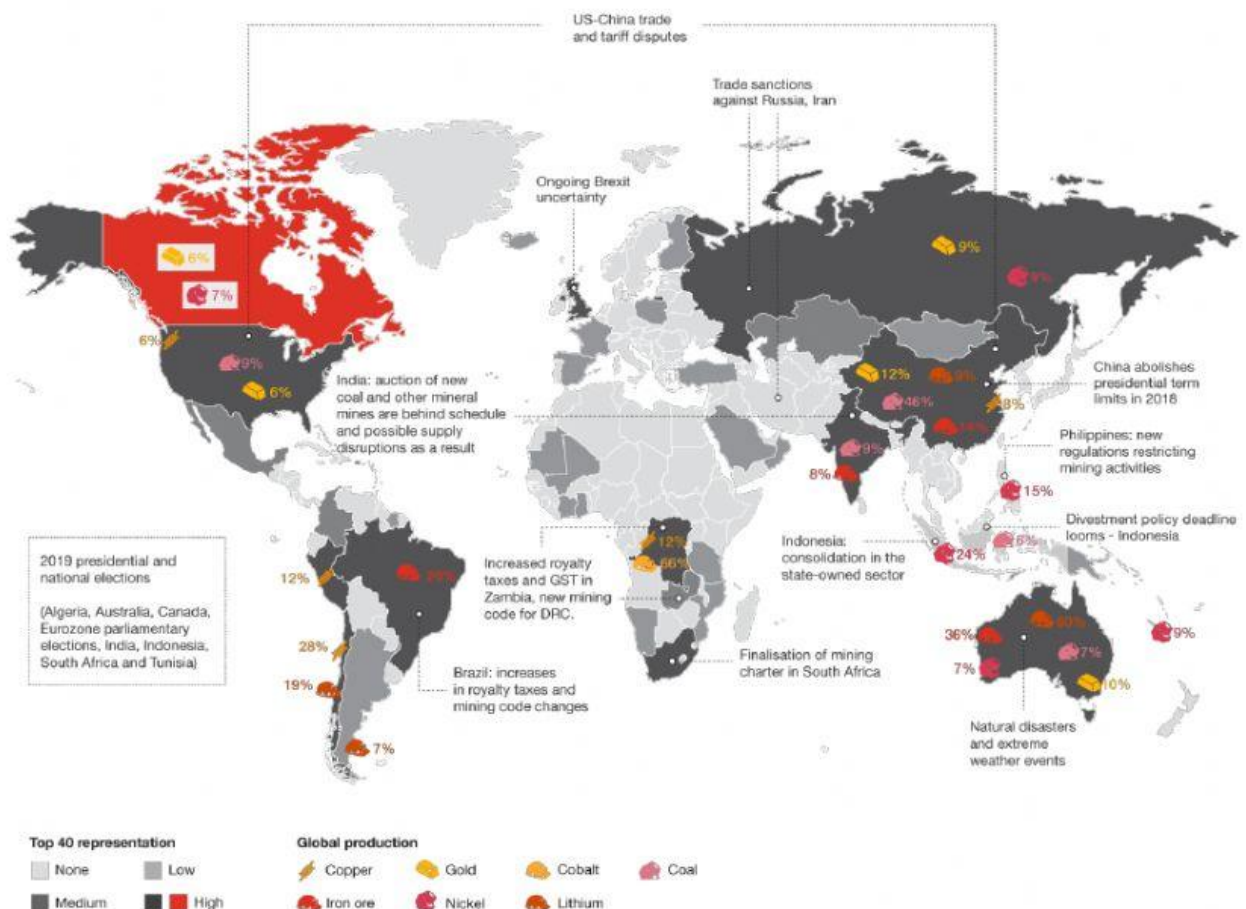 US-China trade
and tariff disputes
Trade sanctions
against Russia, Iran
Ongoing Brexit
uncertainty
6%
9%
7%
9%
6%
9%
6%
12%
9%
46%
8%
9%
8%
China abolishes
presidential term
limits in 2018
India: auction of new
coal and other mineral
mines are behind schedule
and possible supply
disruptions as a result
Philippines: new
regulations restricting
mining activities
15%
Divestment policy deadline
looms - Indonesia
Indonesia:
consolidation in the
state-owned sector
24%
12%
66%
Increased royalty
taxes and GST in
Zambia, new mining
code for DRC.
2019 presidential and
national elections
(Algeria, Australia, Canada,
Eurozone parliamentary
elections, India, Indonesia,
South Africa and Tunisia)
12%
28%
19%
7%
Brazil: increases
in royalty taxes and
mining code changes
Finalisation of mining
charter in South Africa
36%
7%
7%
10%
9%
Natural disasters
and extreme
weather events
Top 40 representation
None
Low
Medium
High
Global production
Copper
Gold
Cobalt
Coal
Iron ore
Nickel
Lithium